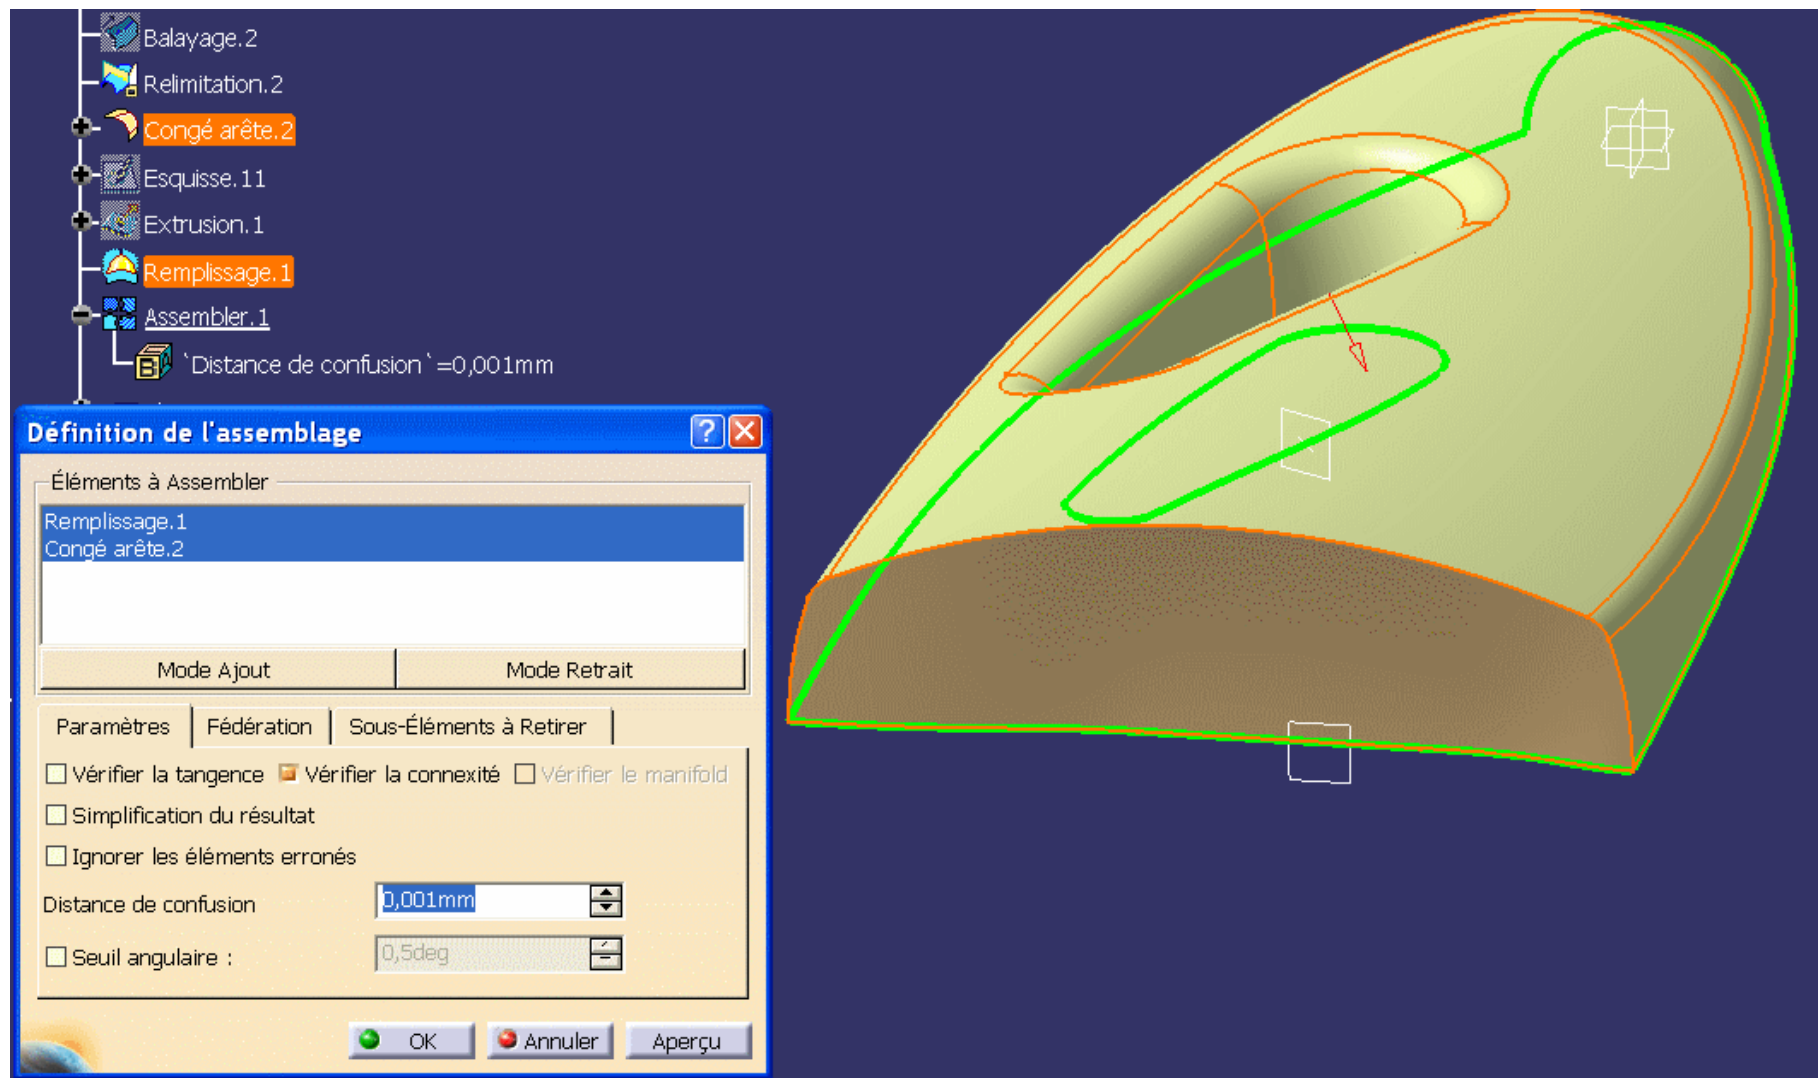 Balayage.2
Relimitation.2
Congé arête.2
Esquisse.11
Extrusion.1
Remplissage.1
Assembler.1
`Distance de confusion`=0,001mm
Définition de l'assemblage
Éléments à Assembler
Remplissage.1
Congé arête.2
Mode Ajout Mode Retrait
Paramètres Fédération Sous-Éléments à Retirer
Vérifier la tangence Vérifier la connexité Vérifier le manifold
Simplification du résultat
Ignorer les éléments erronés
Distance de confusion 0,001mm
Seuil angulaire : 0,5deg
OK Annuler Aperçu